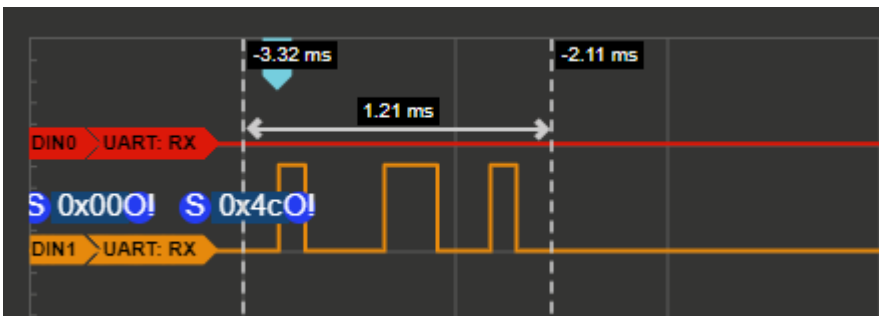 -3.32 ms
-2.11 ms
1.21 ms
DIN0 UART: RX
S 0x00O! S 0x4cO!
DIN1 UART: RX